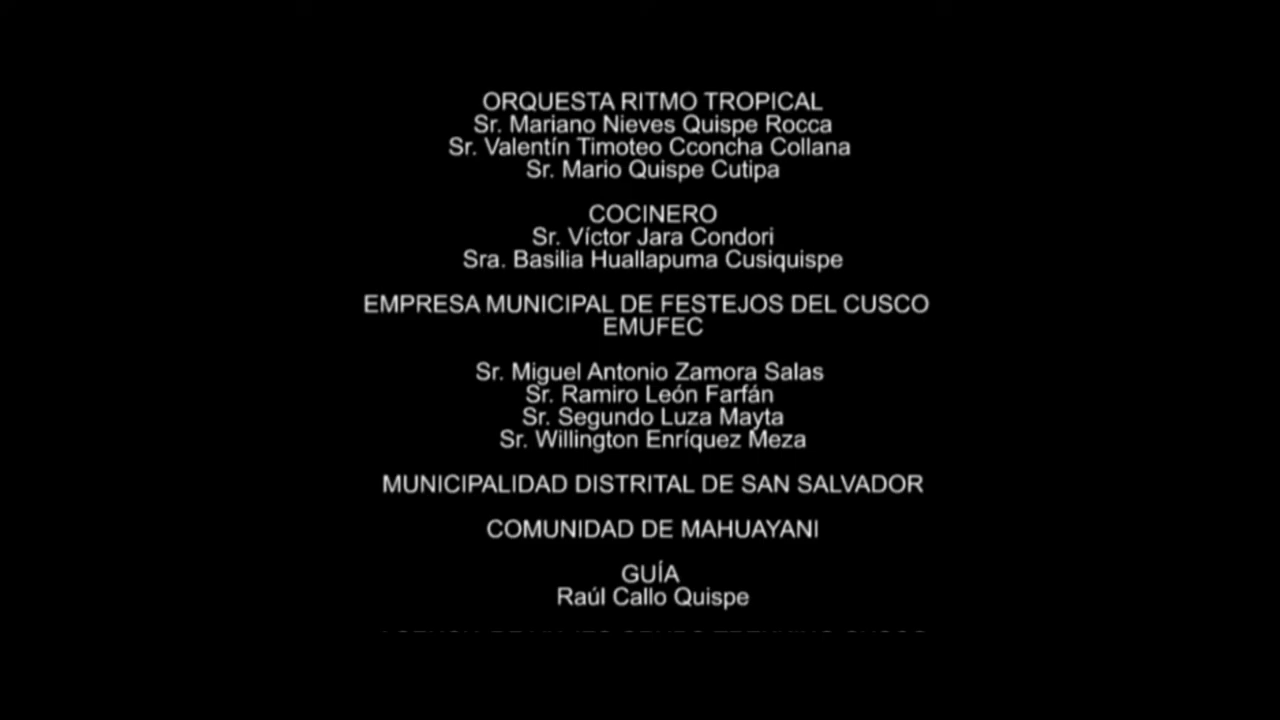 ORQUESTA RITMO TROPICAL
Sr. Mariano Nieves Quispe Rocca
Sr. Valentín Timoteo Cconcha Collana
Sr. Mario Quispe Cutipa
COCINERO
Sr. Víctor Jara Condori
Sra. Basilia Huallapuma Cusiquispe
EMPRESA MUNICIPAL DE FESTEJOS DEL CUSCO
EMUFEC
Sr. Miguel Antonio Zamora Salas
Sr. Ramiro León Farfán
Sr. Segundo Luza Mayta
Sr. Willington Enríquez Meza
MUNICIPALIDAD DISTRITAL DE SAN SALVADOR
COMUNIDAD DE MAHUAYANI
GUÍA
Raúl Callo Quispe